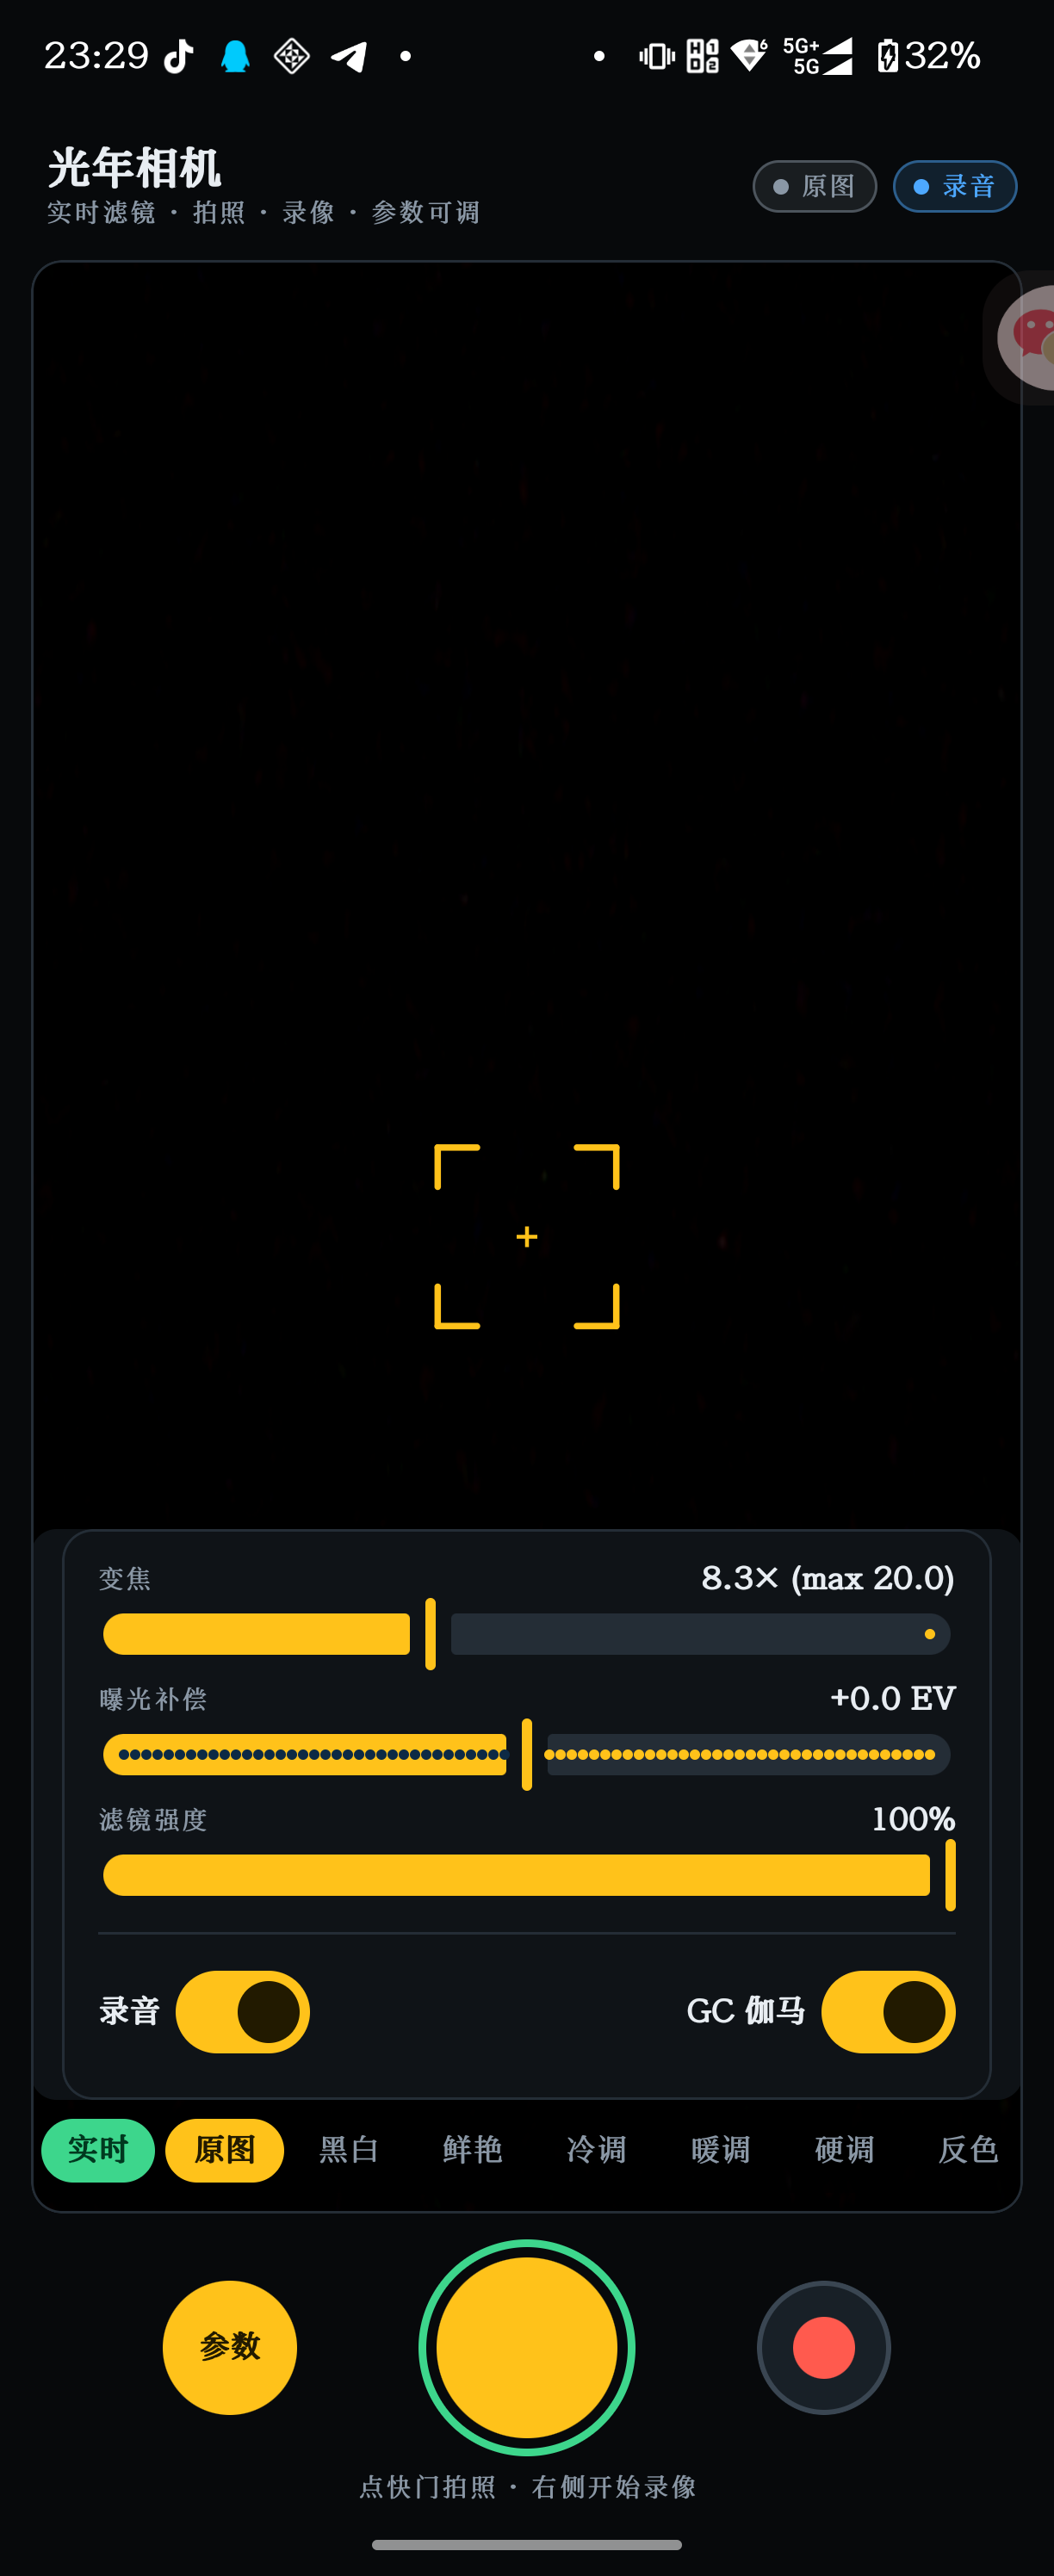 23:29 HD 12 6 5G+ 5G 32%
光年相机
实时滤镜 · 拍照 · 录像 · 参数可调
原图 录音
变焦 8.3× (max 20.0)
曝光补偿 +0.0 EV
滤镜强度 100%
录音 GC 伽马
实时 原图 黑白 鲜艳 冷调 暖调 硬调 反色
参数
点快门拍照 · 右侧开始录像